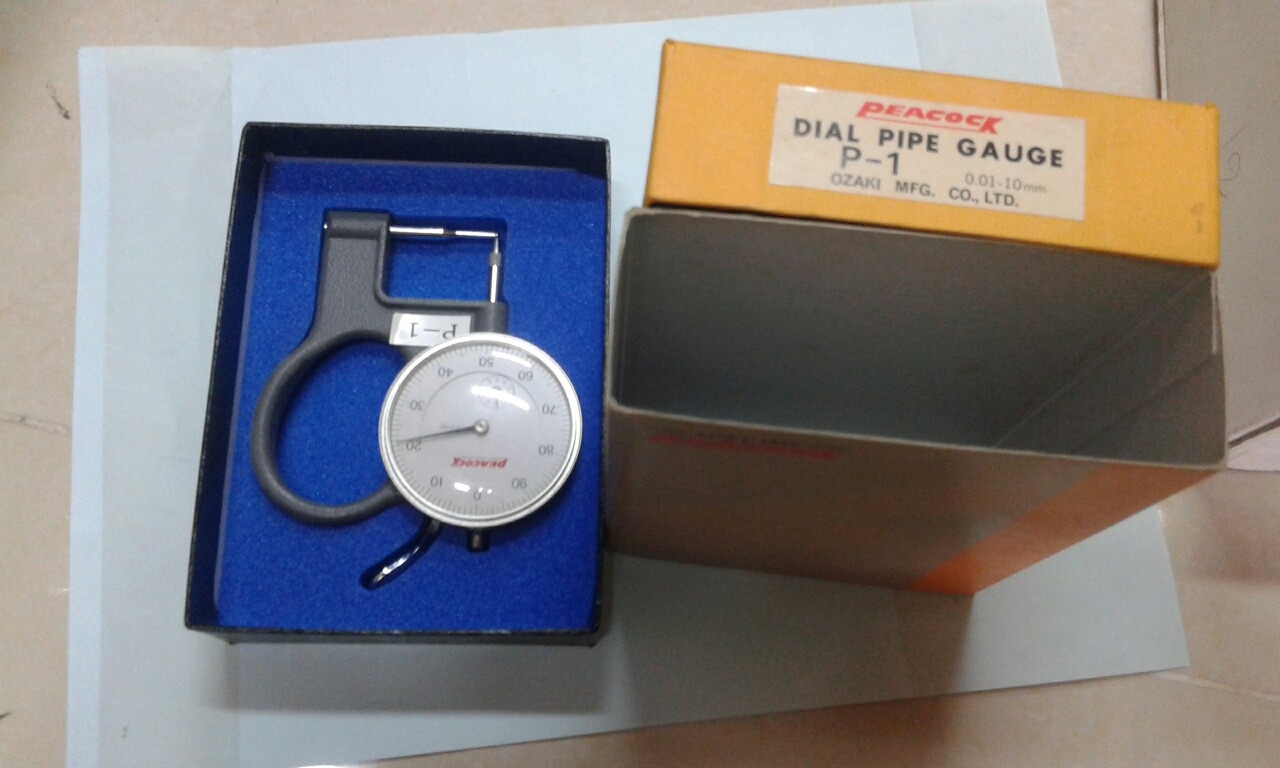 PEACOCK
DIAL PIPE GAUGE
P-1
0.01-10mm
OZAKI MFG. CO., LTD.
P-1
50
40
60
30
70
20
80
PEACOCK
10
90
0